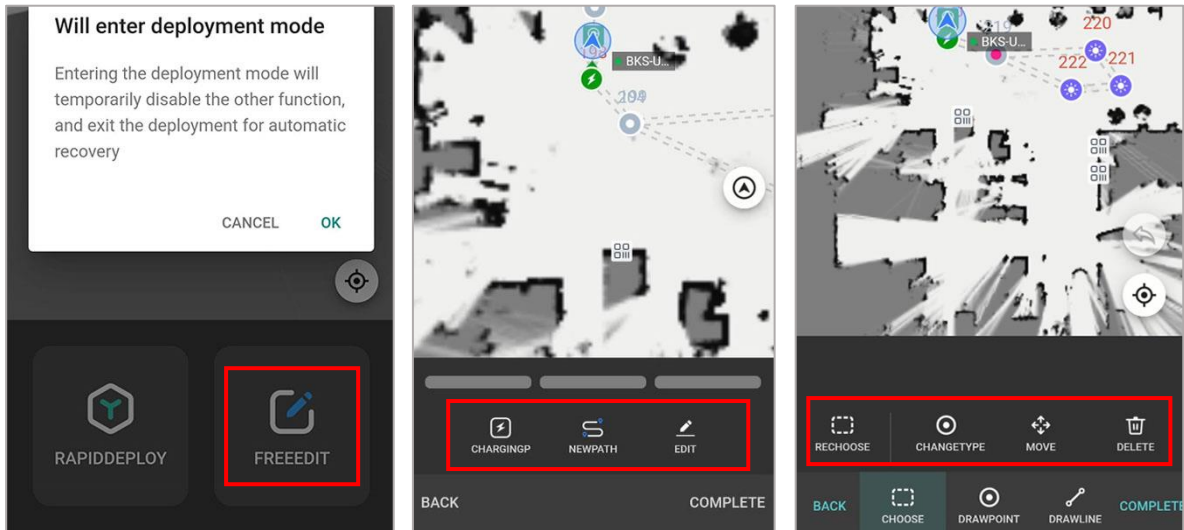 Will enter deployment mode
Entering the deployment mode will
temporarily disable the other function,
and exit the deployment for automatic
recovery
CANCEL OK
RAPIDDEPLOY
FREEEDIT
BKS-U...
CHARGINGP
NEWPATH
EDIT
BACK
COMPLETE
219
BKS-U...
220
222
221
RECHOOSE
CHANGETYPE
MOVE
DELETE
BACK
CHOOSE
DRAWPOINT
DRAWLINE
COMPLETE